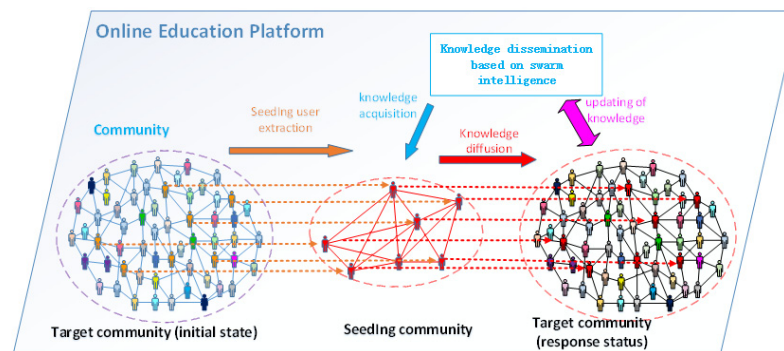 Online Education Platform
Knowledge dissemination
based on swarm
intelligence
Community
Seeding user
extraction
knowledge
acquisition
Knowledge
diffusion
updating of
knowledge
Target community (initial state)
Seeding community
Target community
(response status)